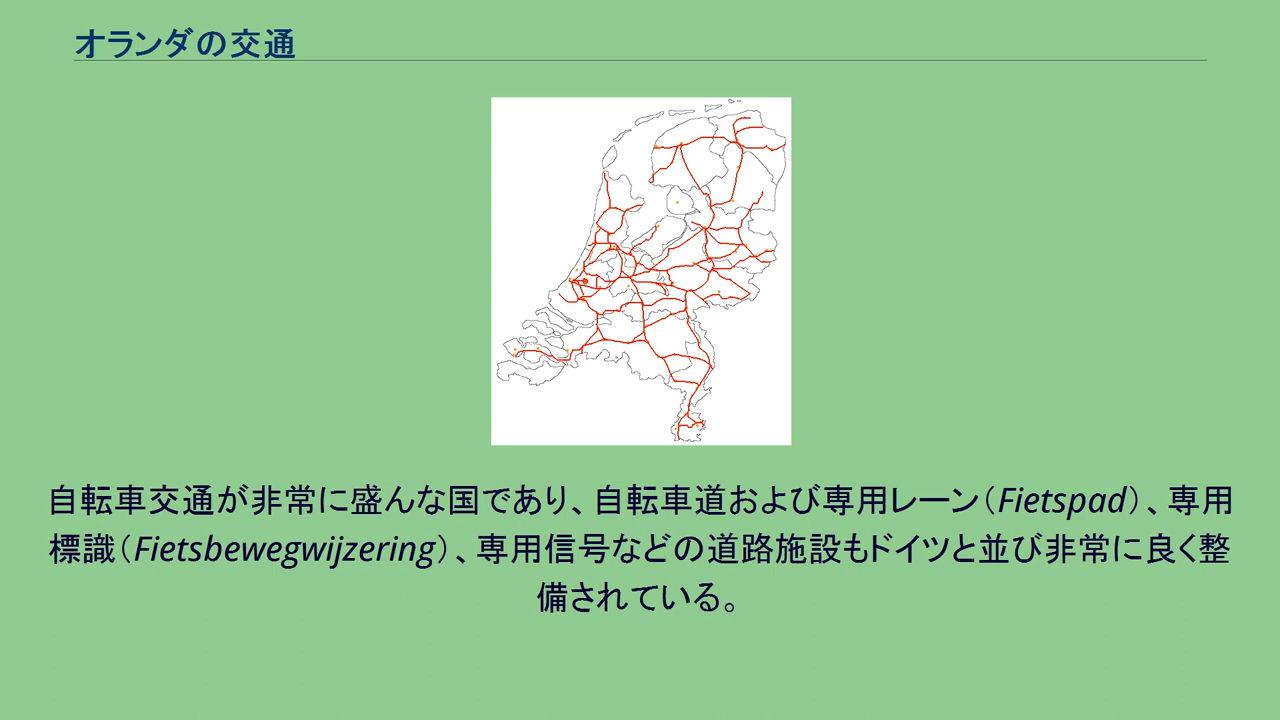 オランダの交通
自転車交通が非常に盛んな国であり、自転車道および専用レーン（Fietspad）、専用
標識（Fietsbewegwijzering）、専用信号などの道路施設もドイツと並び非常に良く整
備されている。